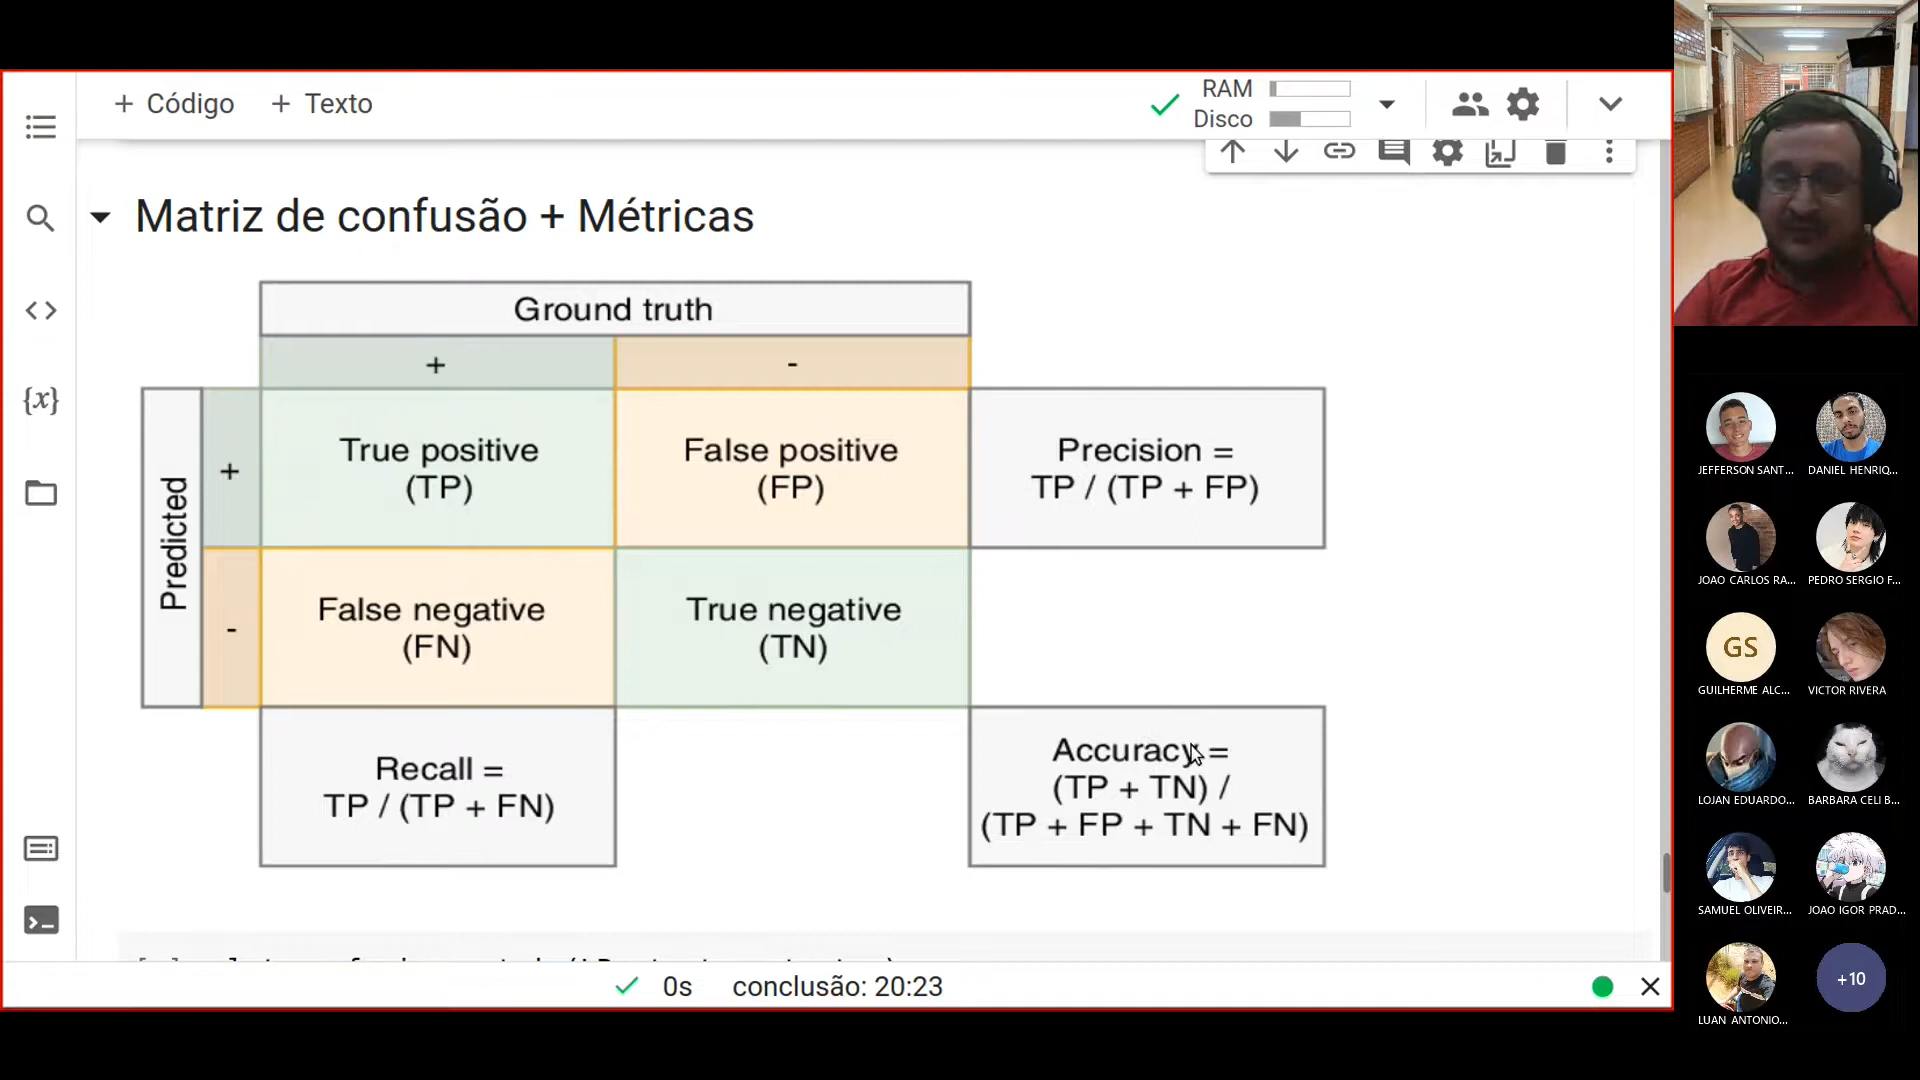 + Código + Texto
RAM
Disco
Matriz de confusão + Métricas
Ground truth
+ -
Predicted
+
True positive
(TP)
False positive
(FP)
Precision =
TP / (TP + FP)
-
False negative
(FN)
True negative
(TN)
Recall =
TP / (TP + FN)
Accuracy =
(TP + TN) /
(TP + FP + TN + FN)
0s conclusão: 20:23
JEFFERSON SANT... DANIEL HENRIQ...
JOAO CARLOS RA... PEDRO SERGIO F...
GS
GUILHERME ALC... VICTOR RIVERA
LOJAN EDUARDO... BARBARA CELI B...
SAMUEL OLIVEIR... JOAO IGOR PRAD...
+10
LUAN ANTONIO...